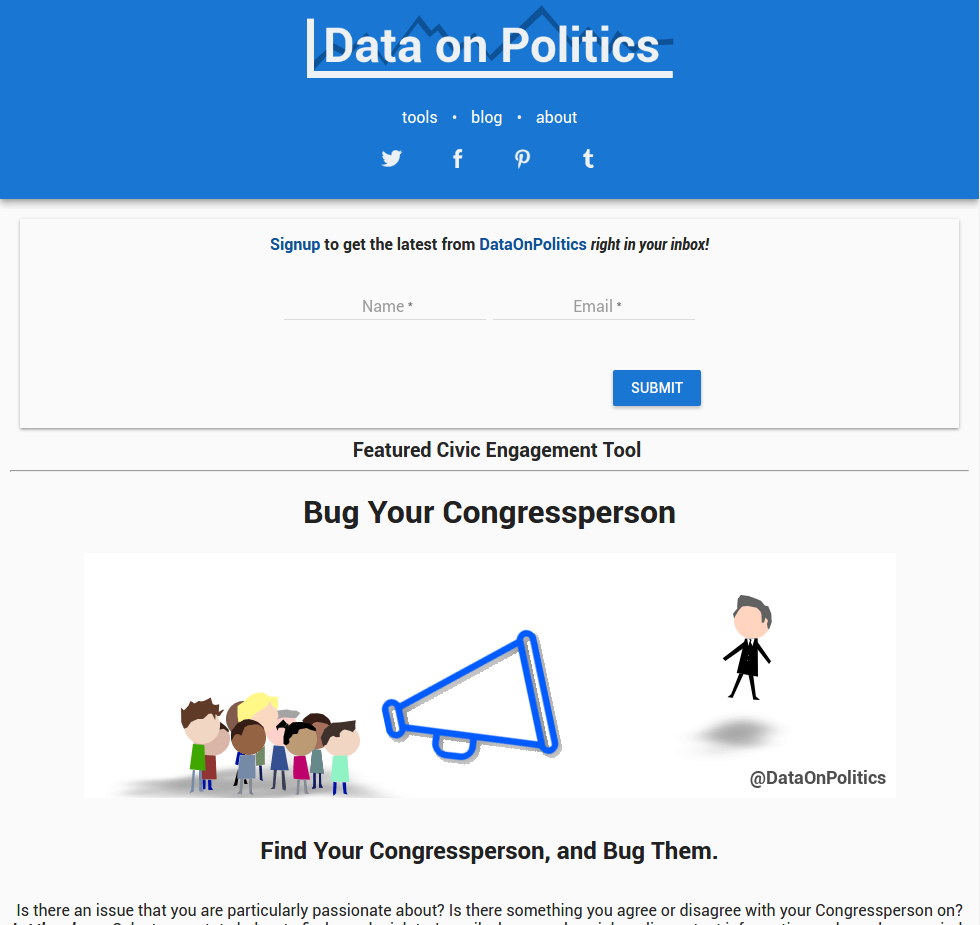 Data on Politics
tools • blog • about
Signup to get the latest from DataOnPolitics right in your inbox!
Name * Email *
SUBMIT
Featured Civic Engagement Tool
Bug Your Congressperson
@DataOnPolitics
Find Your Congressperson, and Bug Them.
Is there an issue that you are particularly passionate about? Is there something you agree or disagree with your Congressperson on?